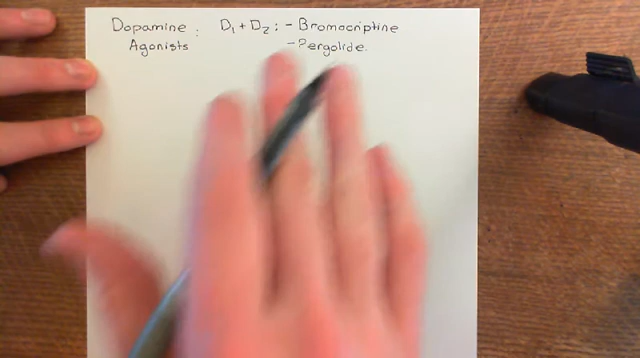 Dopamine : D₁ + D₂ : - Bromocriptine
Agonists - Pergolide.